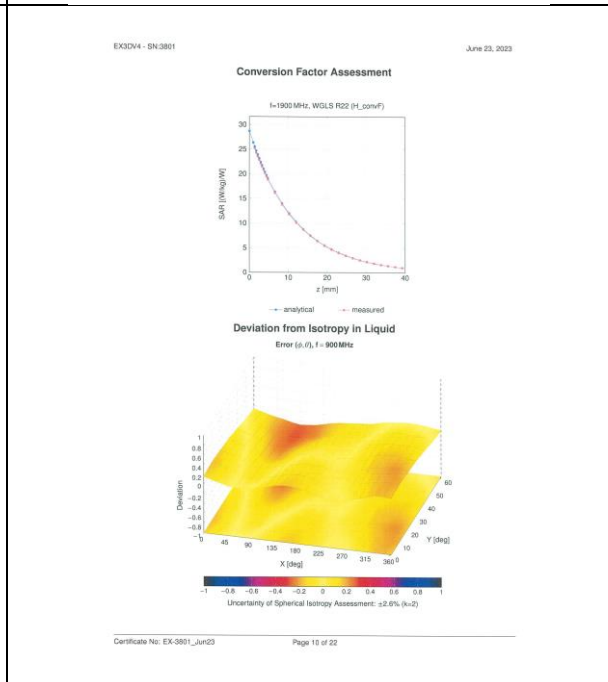 EX3DV4 - SN:3801
June 23, 2023
Conversion Factor Assessment
f=1900 MHz, WGLS R22 (H_convF)
30
25
20
15
10
5
0
SAR [(W/kg)/W]
0 10 20 30 40
z [mm]
analytical measured
Deviation from Isotropy in Liquid
Error (ϕ,θ), f = 900 MHz
1
0.8
0.6
0.4
0.2
0
−0.2
−0.4
−0.6
−0.8
−1
Deviation
0 45 90 135 180 225 270 315 360
X [deg]
0 10 20 30 40 50 60
Y [deg]
−1 −0.8 −0.6 −0.4 −0.2 0 0.2 0.4 0.6 0.8 1
Uncertainty of Spherical Isotropy Assessment: ±2.6% (k=2)
Certificate No: EX-3801_Jun23
Page 10 of 22